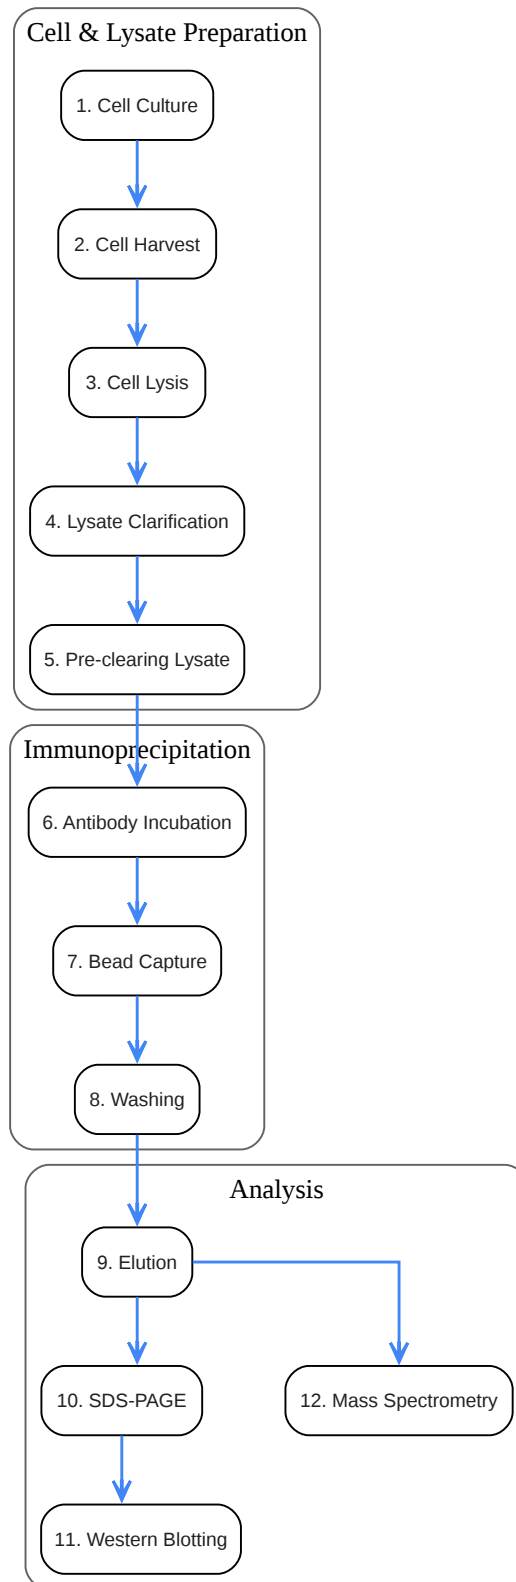 Cell & Lysate Preparation
1. Cell Culture
2. Cell Harvest
3. Cell Lysis
4. Lysate Clarification
5. Pre-clearing Lysate
Immunoprecipitation
6. Antibody Incubation
7. Bead Capture
8. Washing
Analysis
9. Elution
10. SDS-PAGE
12. Mass Spectrometry
11. Western Blotting